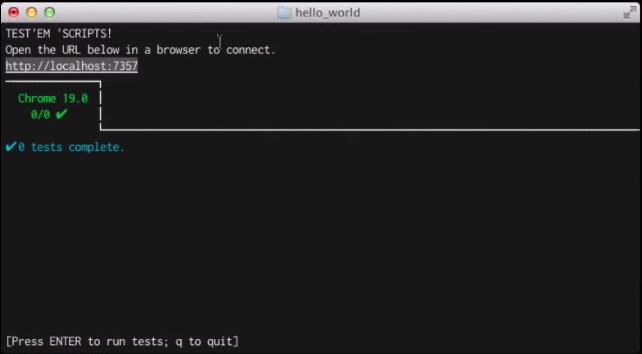 hello_world
TEST'EM 'SCRIPTS!
Open the URL below in a browser to connect.
http://localhost:7357
Chrome 19.0
0/0 ✔
✔0 tests complete.
[Press ENTER to run tests; q to quit]